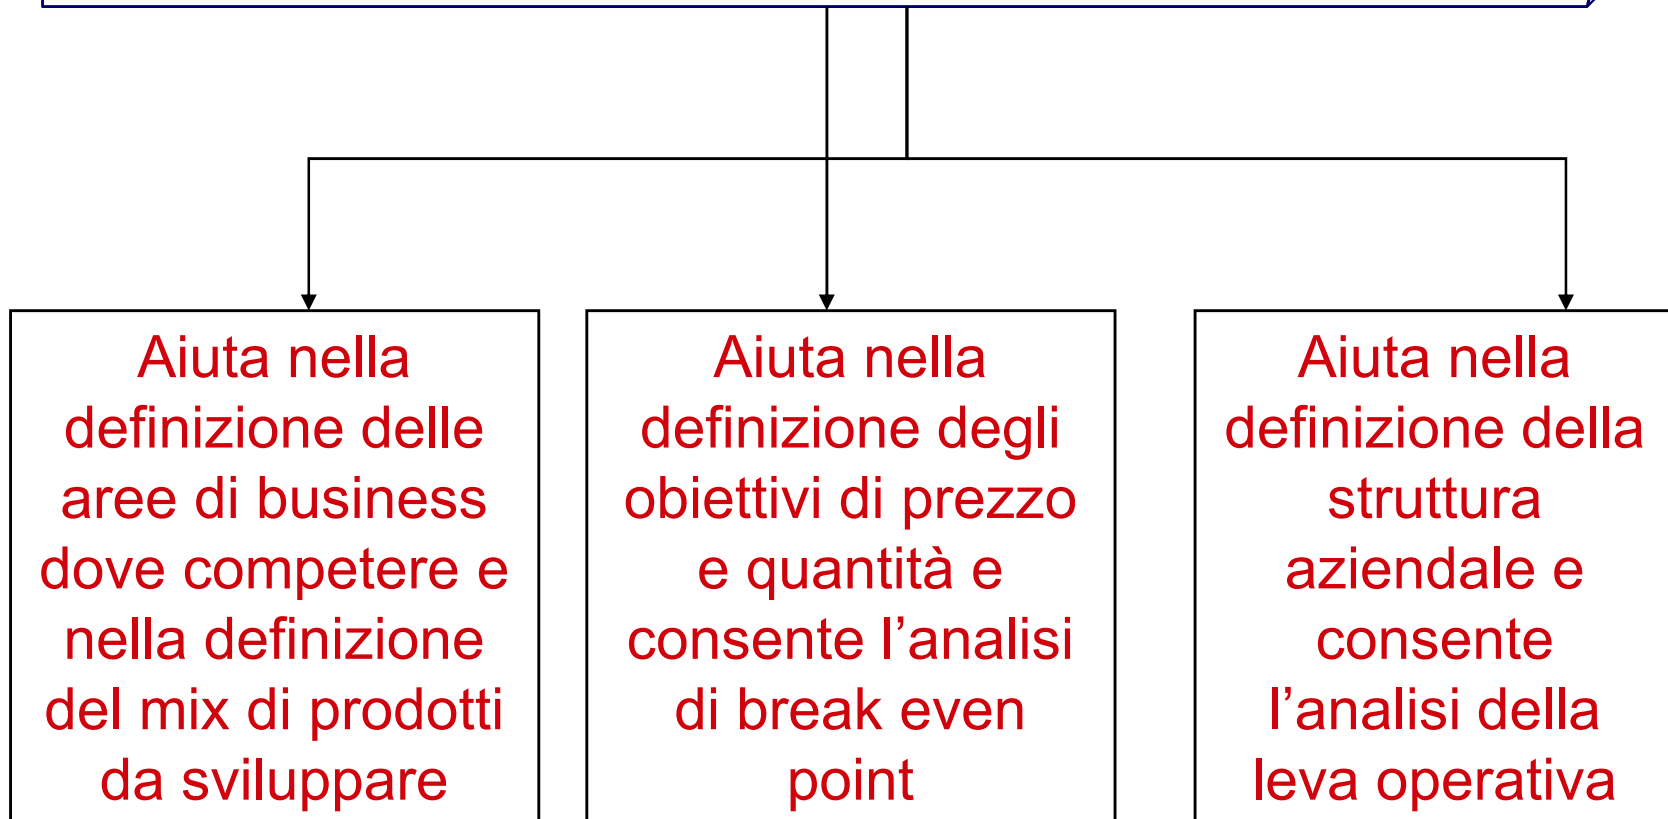 Aiuta nella
definizione delle
aree di business
dove competere e
nella definizione
del mix di prodotti
da sviluppare
Aiuta nella
definizione degli
obiettivi di prezzo
e quantità e
consente l’analisi
di break even
point
Aiuta nella
definizione della
struttura
aziendale e
consente
l’analisi della
leva operativa